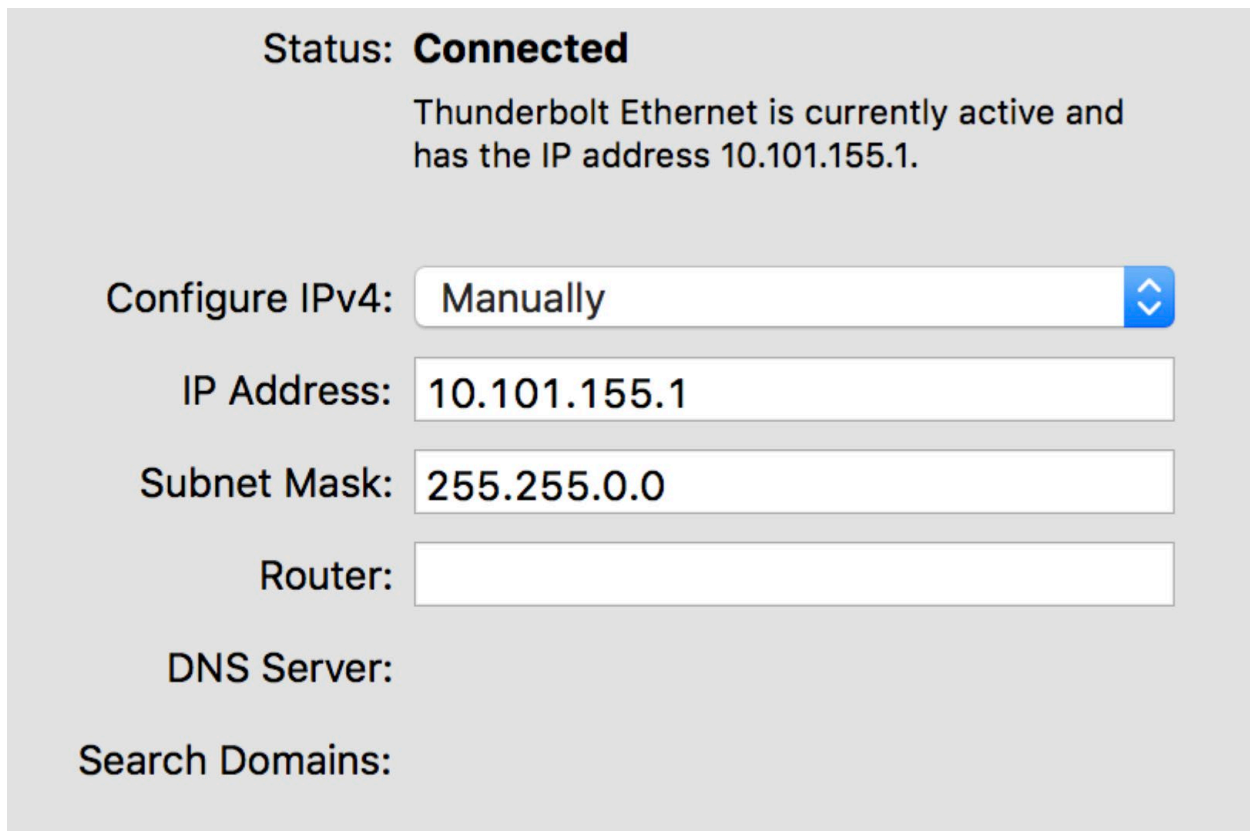 Status: Connected
Thunderbolt Ethernet is currently active and
has the IP address 10.101.155.1.
Configure IPv4: Manually
IP Address: 10.101.155.1
Subnet Mask: 255.255.0.0
Router:
DNS Server:
Search Domains: